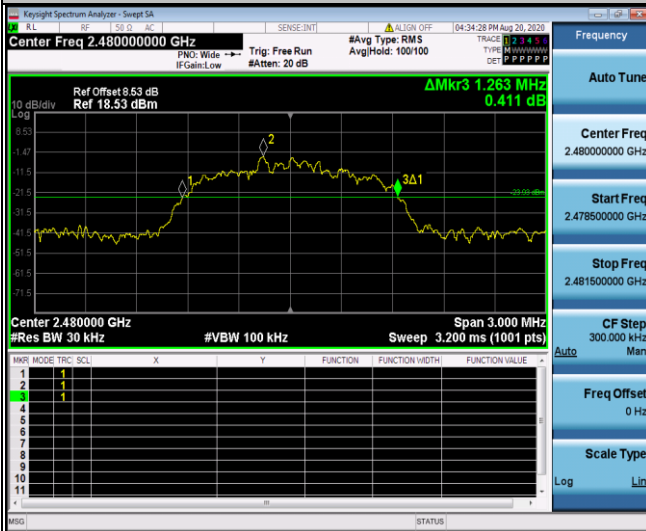 Keysight Spectrum Analyzer - Swept SA
RL RF 50 Ω AC SENSE:INT ALIGN OFF 04:34:28 PM Aug 20, 2020
Center Freq 2.480000000 GHz
PNO: Wide
IFGain:Low
Trig: Free Run
#Atten: 20 dB
#Avg Type: RMS
Avg|Hold: 100/100
TRACE 1 2 3 4 5 6
TYPE M W W W W W
DET P P P P P P
Ref Offset 8.53 dB
10 dB/div Ref 18.53 dBm
Log
ΔMkr3 1.263 MHz
0.411 dB
8.53
-1.47
-11.5
-21.5
-31.5
-41.5
-51.5
-61.5
-71.5
1
2
3Δ1
Center 2.480000 GHz Span 3.000 MHz
#Res BW 30 kHz #VBW 100 kHz Sweep 3.200 ms (1001 pts)
MKR MODE TRC SCL X Y FUNCTION FUNCTION WIDTH FUNCTION VALUE
1 1
2 1
3 1
4
5
6
7
8
9
10
11
MSG STATUS
Frequency
Auto Tune
Center Freq
2.480000000 GHz
Start Freq
2.478500000 GHz
Stop Freq
2.481500000 GHz
CF Step
300.000 kHz
Auto Man
Freq Offset
0 Hz
Scale Type
Log Lin